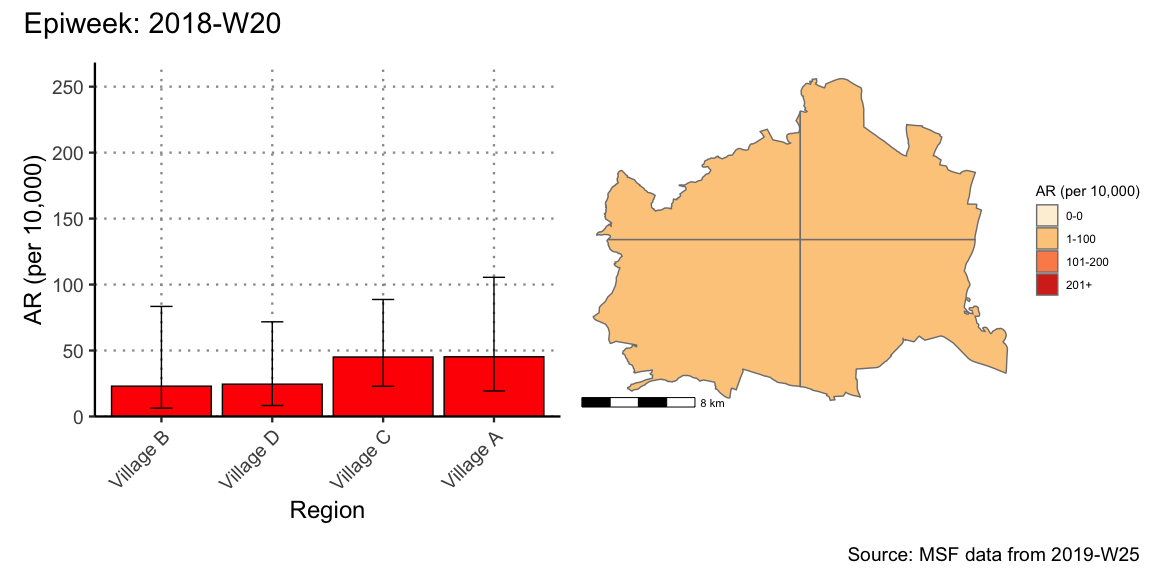 Epiweek: 2018-W20
AR (per 10,000)
250
200
150
100
50
0
Village B
Village D
Village C
Village A
Region
8 km
AR (per 10,000)
0-0
1-100
101-200
201+
Source: MSF data from 2019-W25